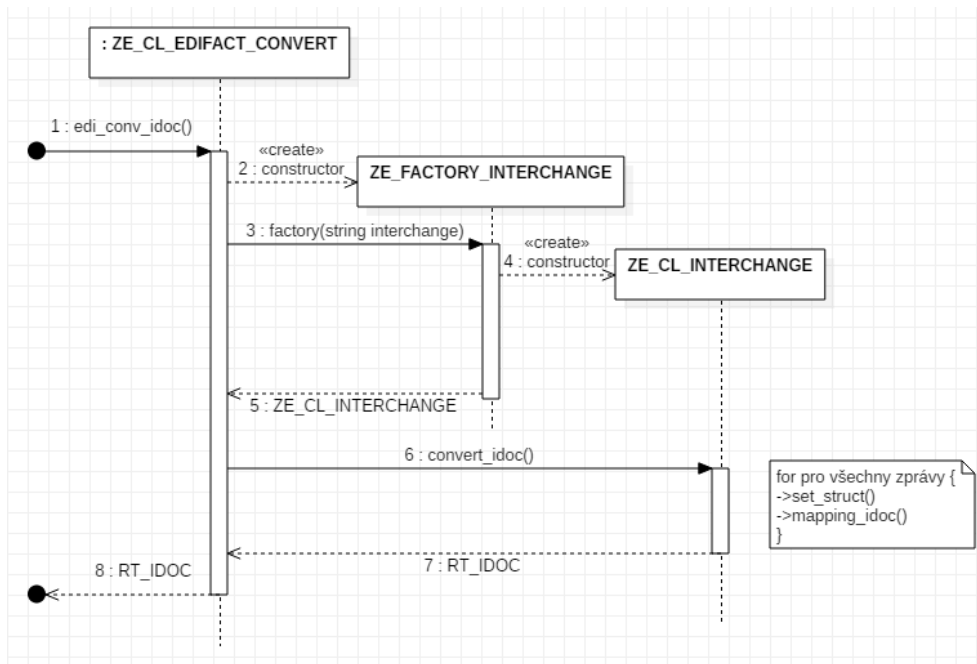 : ZE_CL_EDIFACT_CONVERT
1 : edi_conv_idoc()
«create»
2 : constructor
ZE_FACTORY_INTERCHANGE
3 : factory(string interchange)
«create»
4 : constructor
ZE_CL_INTERCHANGE
5 : ZE_CL_INTERCHANGE
6 : convert_idoc()
for pro všechny zprávy {
->set_struct()
->mapping_idoc()
}
7 : RT_IDOC
8 : RT_IDOC